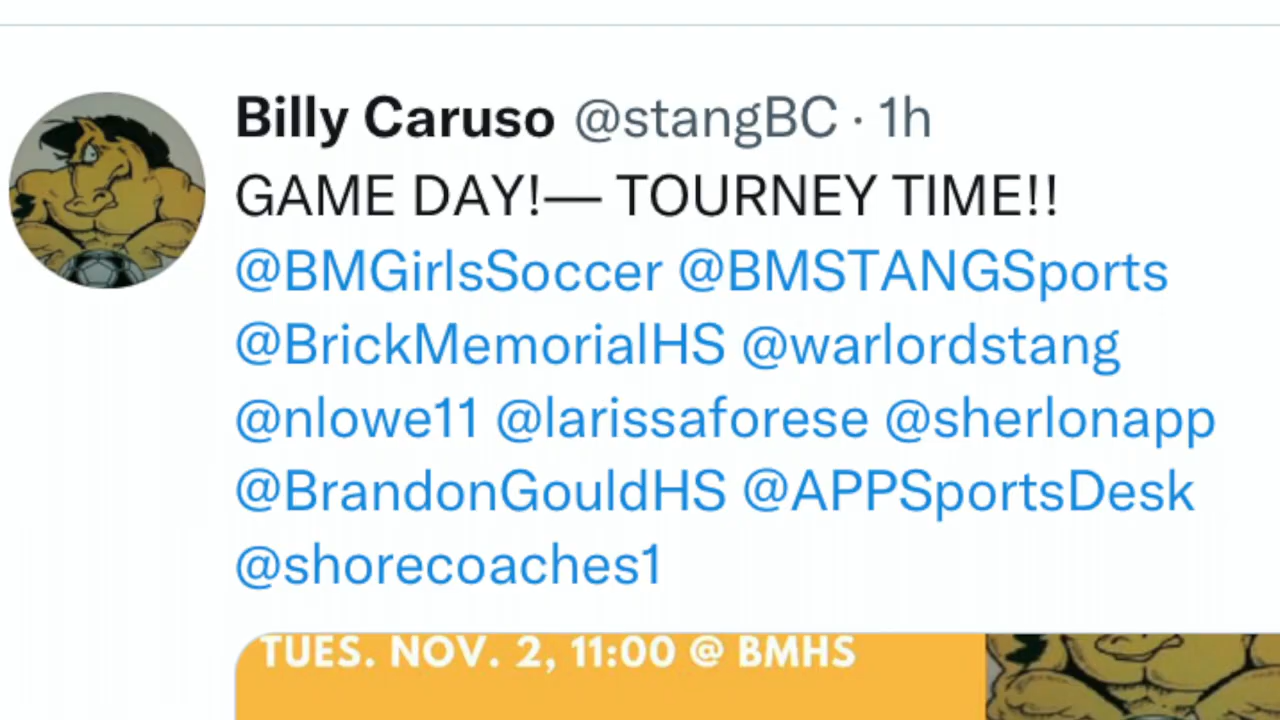 Billy Caruso @stangBC · 1h
GAME DAY!— TOURNEY TIME!!
@BMGirlsSoccer @BMSTANGSports
@BrickMemorialHS @warlordstang
@nlowe11 @larissaforese @sherlonapp
@BrandonGouldHS @APPSportsDesk
@shorecoaches1
TUES. NOV. 2, 11:00 @ BMHS